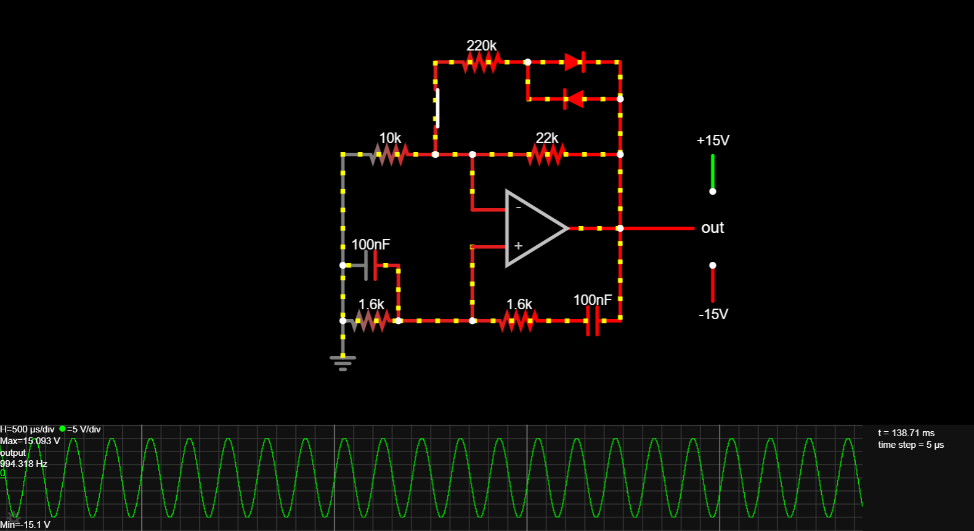 220k
10k
22k
+15V
-
+
out
100nF
1.6k
1.6k
100nF
-15V
H=500 µs/div =5 V/div
Max=15.093 V
output
994.318 Hz
Min=-15.1 V
t = 138.71 ms
time step = 5 µs